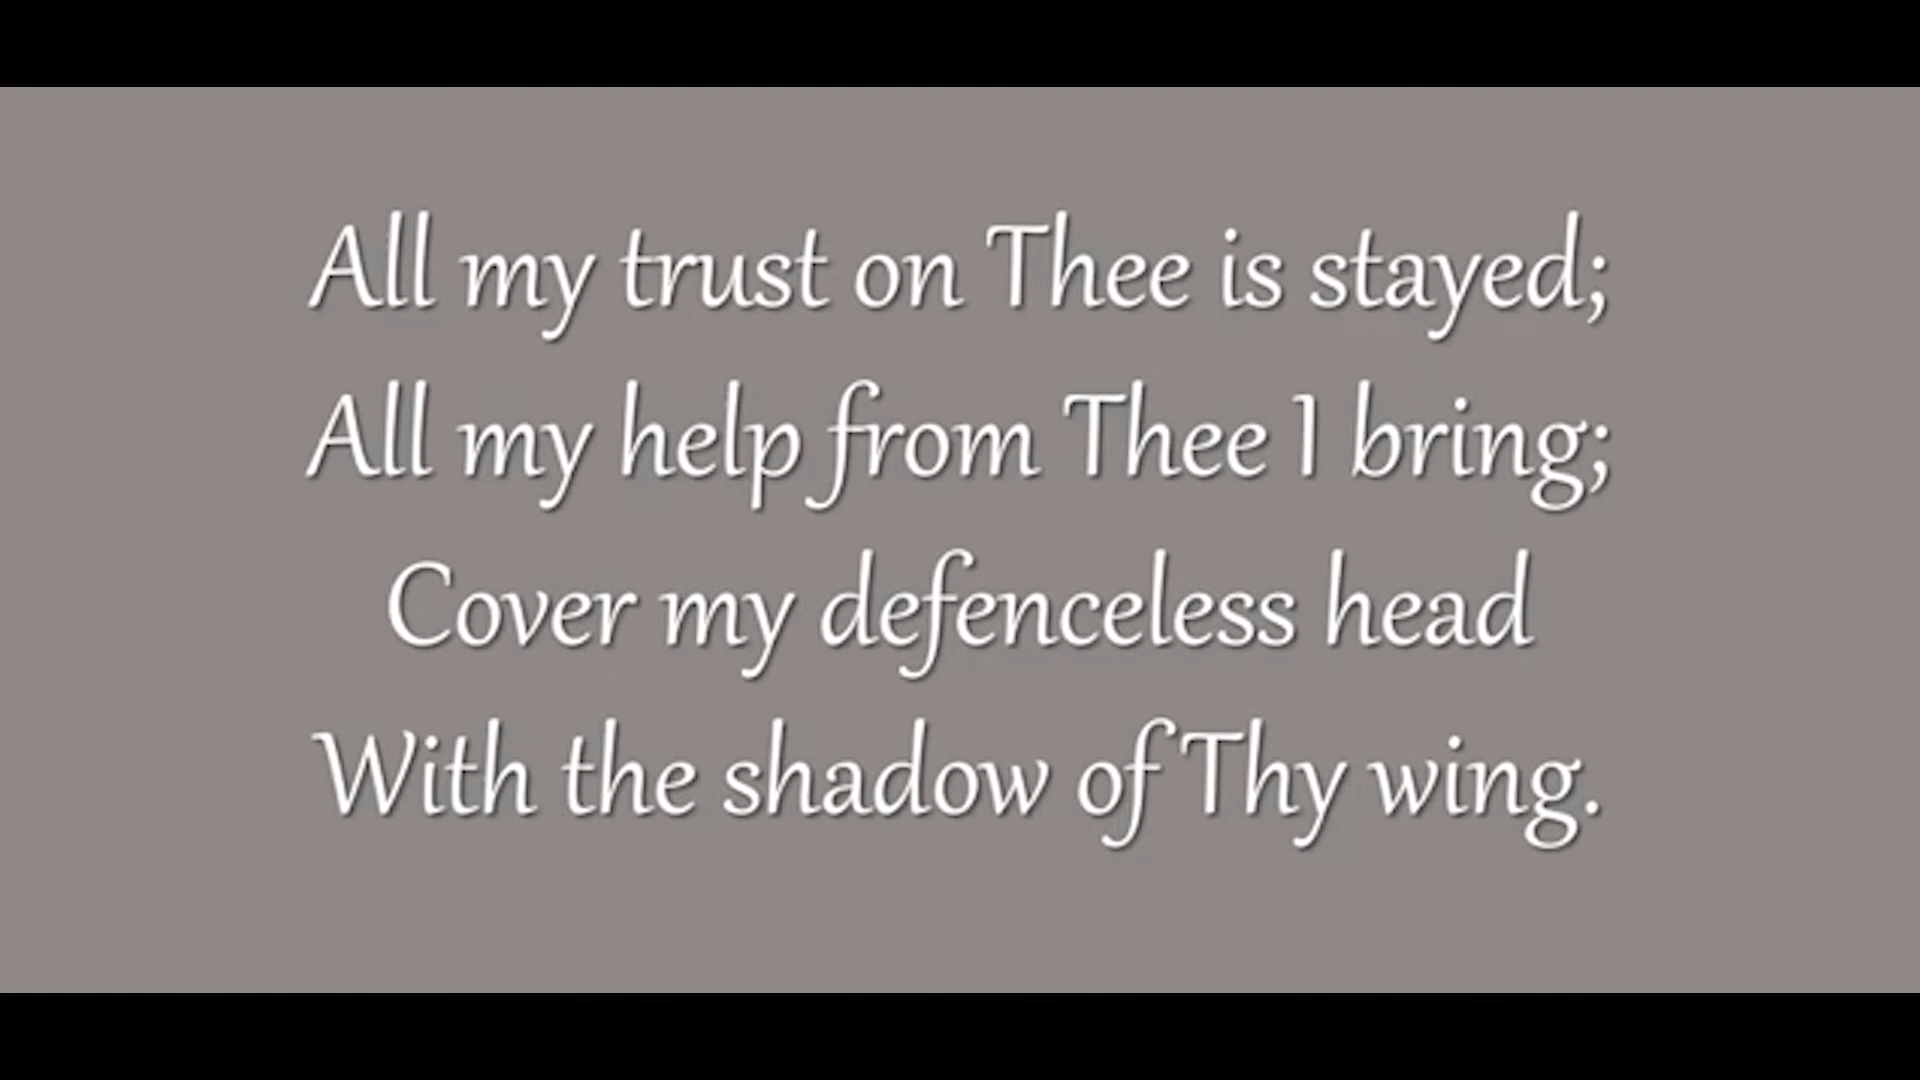 All my trust on Thee is stayed;
All my help from Thee I bring;
Cover my defenceless head
With the shadow of Thy wing.